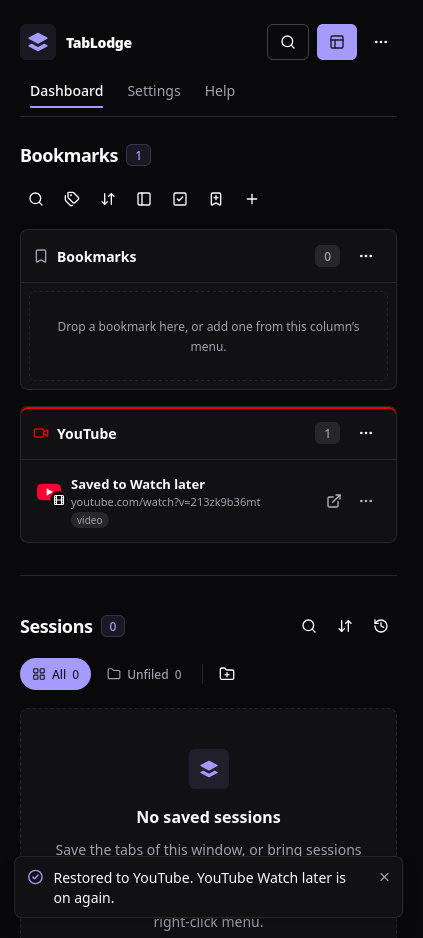 TabLodge
Dashboard Settings Help
Bookmarks 1
Bookmarks 0
Drop a bookmark here, or add one from this column’s
menu.
YouTube 1
Saved to Watch later
youtube.com/watch?v=213zk9b36mt
video
Sessions 0
All 0 Unfiled 0
No saved sessions
Save the tabs of this window, or bring sessions
Restored to YouTube. YouTube Watch later is
on again.
right-click menu.